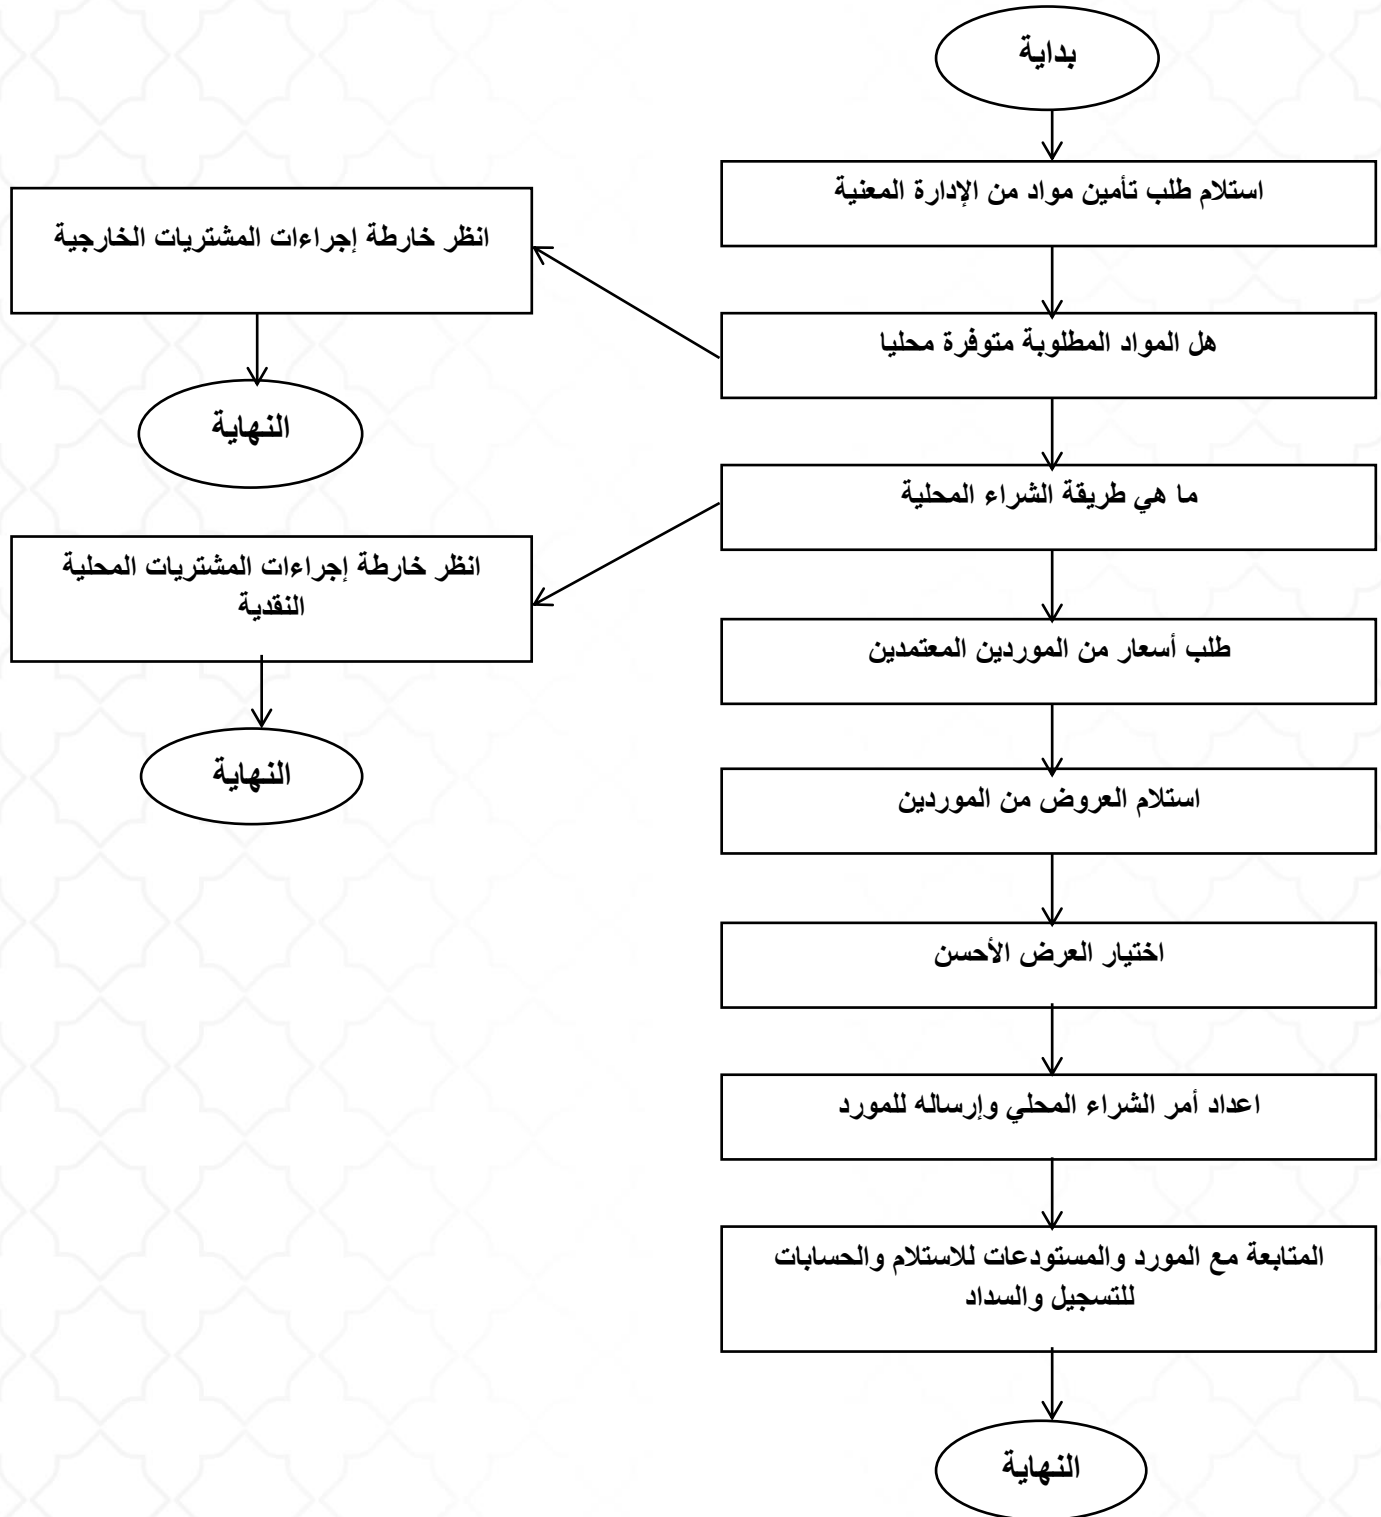 بداية
استلام طلب تأمين مواد من الإدارة المعنية
هل المواد المطلوبة متوفرة محليا
انظر خارطة إجراءات المشتريات الخارجية
النهاية
ما هي طريقة الشراء المحلية
انظر خارطة إجراءات المشتريات المحلية
النقدية
النهاية
طلب أسعار من الموردين المعتمدين
استلام العروض من الموردين
اختيار العرض الأحسن
اعداد أمر الشراء المحلي وإرساله للمورد
المتابعة مع المورد والمستودعات للاستلام والحسابات
للتسجيل والسداد
النهاية